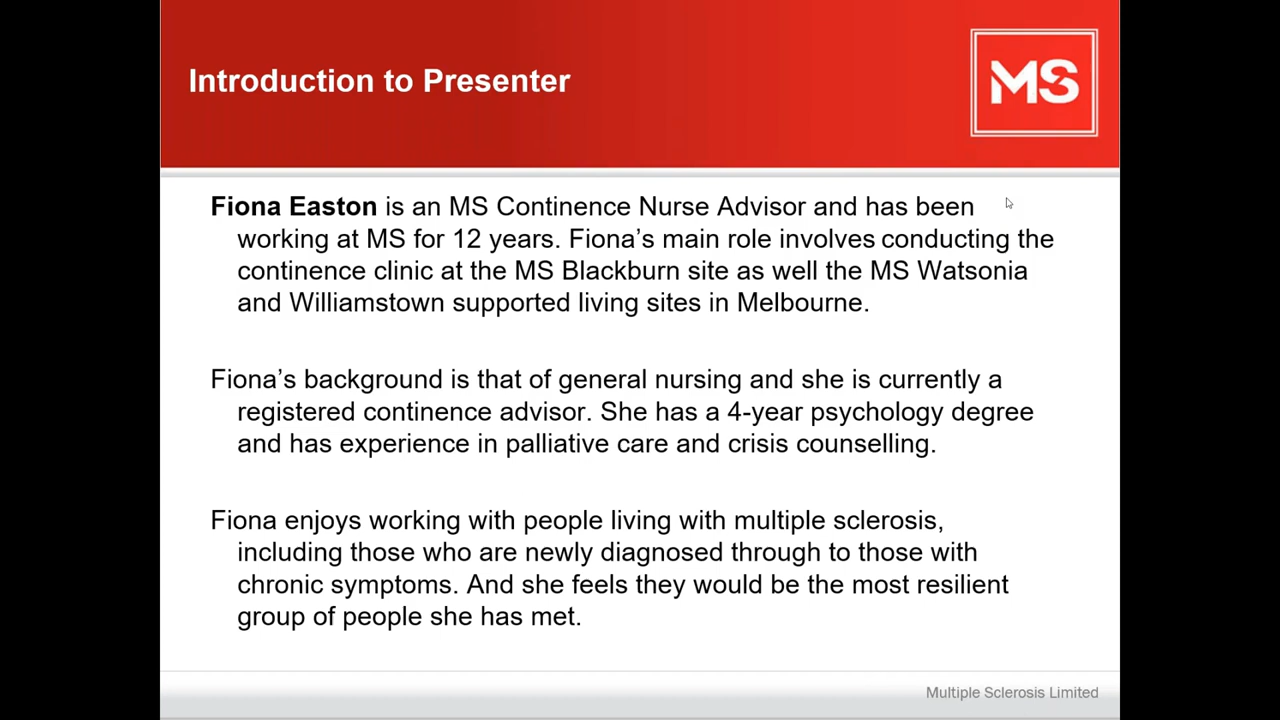 Introduction to Presenter
MS
Fiona Easton is an MS Continence Nurse Advisor and has been
working at MS for 12 years. Fiona’s main role involves conducting the
continence clinic at the MS Blackburn site as well the MS Watsonia
and Williamstown supported living sites in Melbourne.
Fiona’s background is that of general nursing and she is currently a
registered continence advisor. She has a 4-year psychology degree
and has experience in palliative care and crisis counselling.
Fiona enjoys working with people living with multiple sclerosis,
including those who are newly diagnosed through to those with
chronic symptoms. And she feels they would be the most resilient
group of people she has met.
Multiple Sclerosis Limited